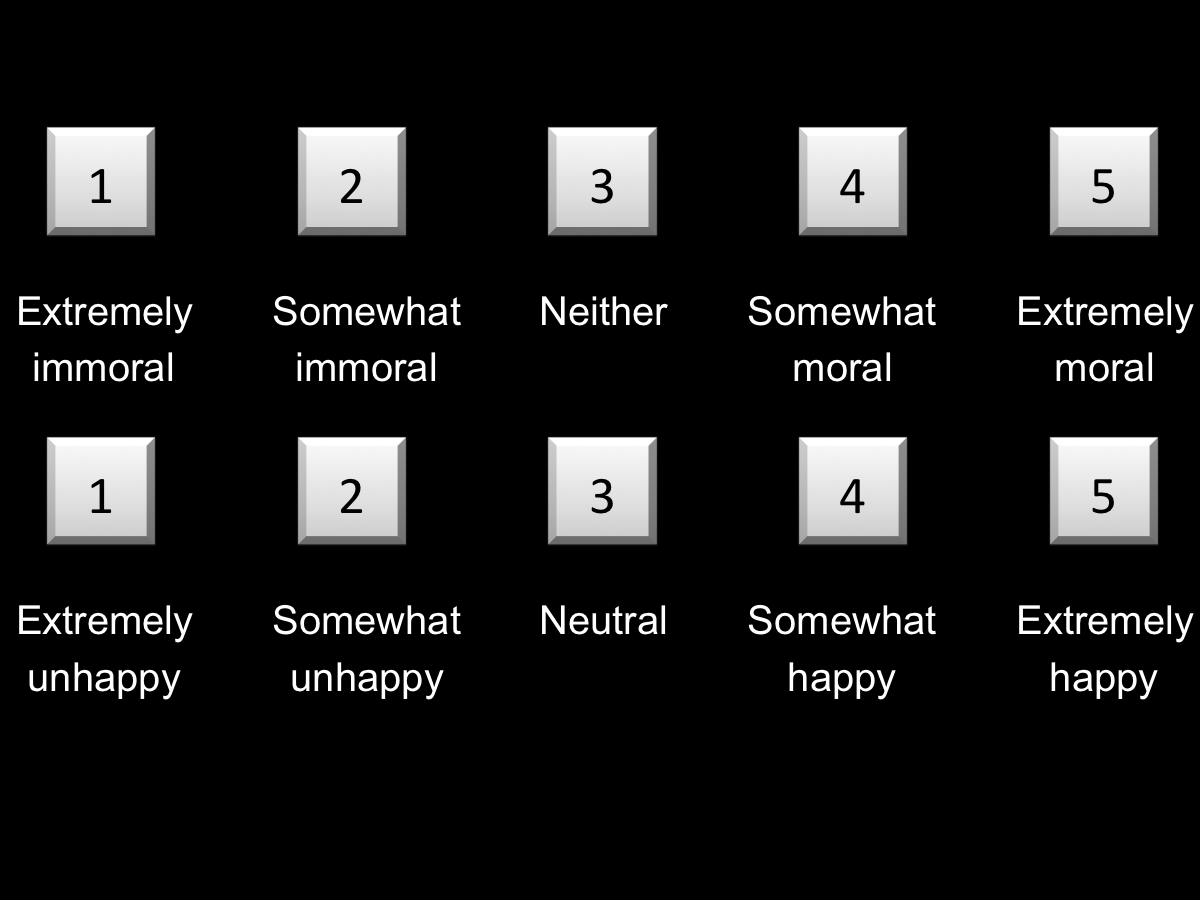 1 2 3 4 5
Extremely Somewhat Neither Somewhat Extremely
immoral immoral moral moral
1 2 3 4 5
Extremely Somewhat Neutral Somewhat Extremely
unhappy unhappy happy happy